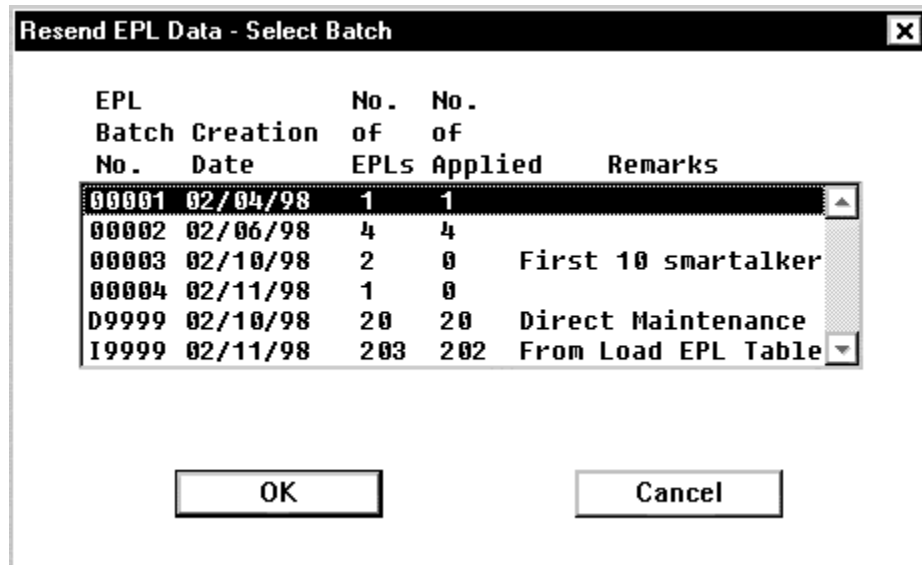 Resend EPL Data - Select Batch
EPL No. No.
Batch Creation of of
No. Date EPLs Applied Remarks
00001 02/04/98 1 1
00002 02/06/98 4 4
00003 02/10/98 2 0 First 10 smartalker
00004 02/11/98 1 0
D9999 02/10/98 20 20 Direct Maintenance
I9999 02/11/98 203 202 From Load EPL Table
OK Cancel